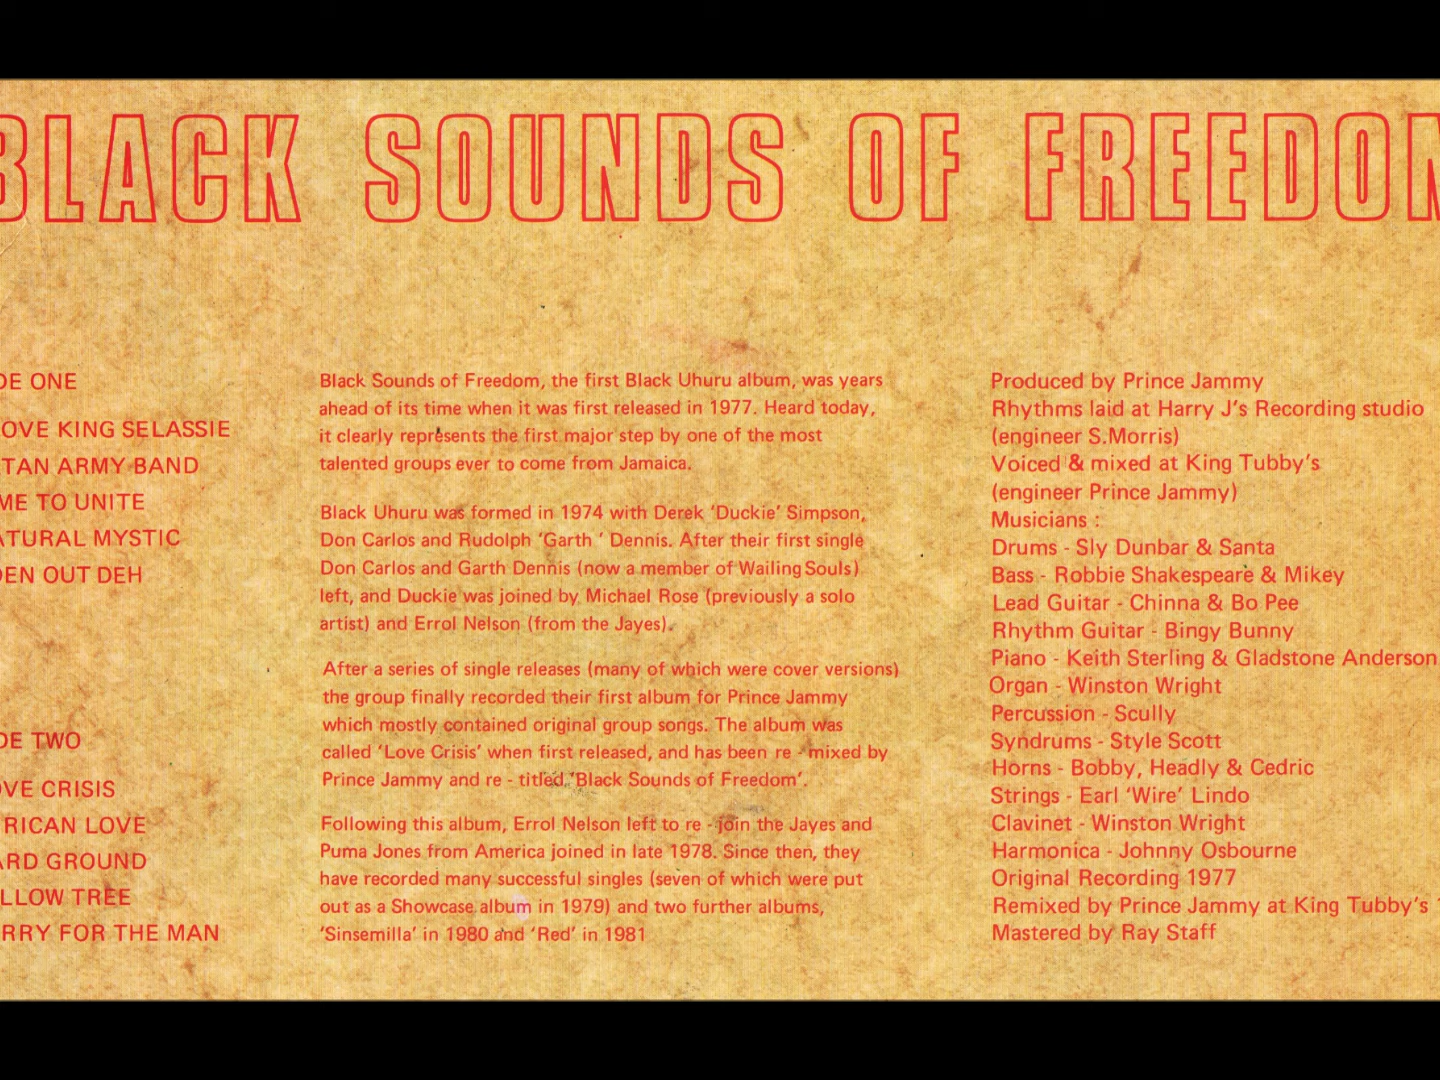 BLACK SOUNDS OF FREEDOM
DE ONE
OVE KING SELASSIE
TAN ARMY BAND
ME TO UNITE
ATURAL MYSTIC
DEN OUT DEH
DE TWO
OVE CRISIS
RICAN LOVE
ARD GROUND
LLOW TREE
RRY FOR THE MAN
Black Sounds of Freedom, the first Black Uhuru album, was years
ahead of its time when it was first released in 1977. Heard today,
it clearly represents the first major step by one of the most
talented groups ever to come from Jamaica.
Black Uhuru was formed in 1974 with Derek 'Duckie' Simpson,
Don Carlos and Rudolph 'Garth ' Dennis. After their first single
Don Carlos and Garth Dennis (now a member of Wailing Souls)
left, and Duckie was joined by Michael Rose (previously a solo
artist) and Errol Nelson (from the Jayes).
After a series of single releases (many of which were cover versions)
the group finally recorded their first album for Prince Jammy
which mostly contained original group songs. The album was
called 'Love Crisis' when first released, and has been re - mixed by
Prince Jammy and re - titled, 'Black Sounds of Freedom'.
Following this album, Errol Nelson left to re - join the Jayes and
Puma Jones from America joined in late 1978. Since then, they
have recorded many successful singles (seven of which were put
out as a Showcase album in 1979) and two further albums,
'Sinsemilla' in 1980 and 'Red' in 1981
Produced by Prince Jammy
Rhythms laid at Harry J's Recording studio
(engineer S.Morris)
Voiced & mixed at King Tubby's
(engineer Prince Jammy)
Musicians :
Drums - Sly Dunbar & Santa
Bass - Robbie Shakespeare & Mikey
Lead Guitar - Chinna & Bo Pee
Rhythm Guitar - Bingy Bunny
Piano - Keith Sterling & Gladstone Anderson
Organ - Winston Wright
Percussion - Scully
Syndrums - Style Scott
Horns - Bobby, Headly & Cedric
Strings - Earl 'Wire' Lindo
Clavinet - Winston Wright
Harmonica - Johnny Osbourne
Original Recording 1977
Remixed by Prince Jammy at King Tubby's
Mastered by Ray Staff